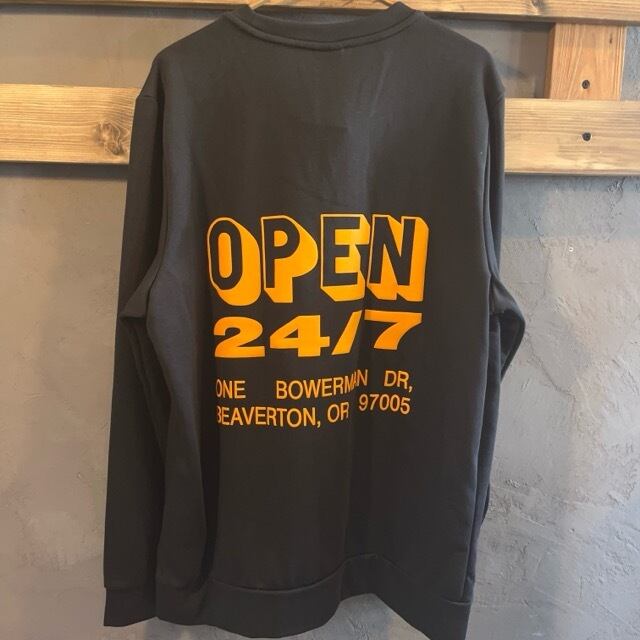 OPEN
24/7
ONE BOWERMAN DR,
BEAVERTON, OR 97005